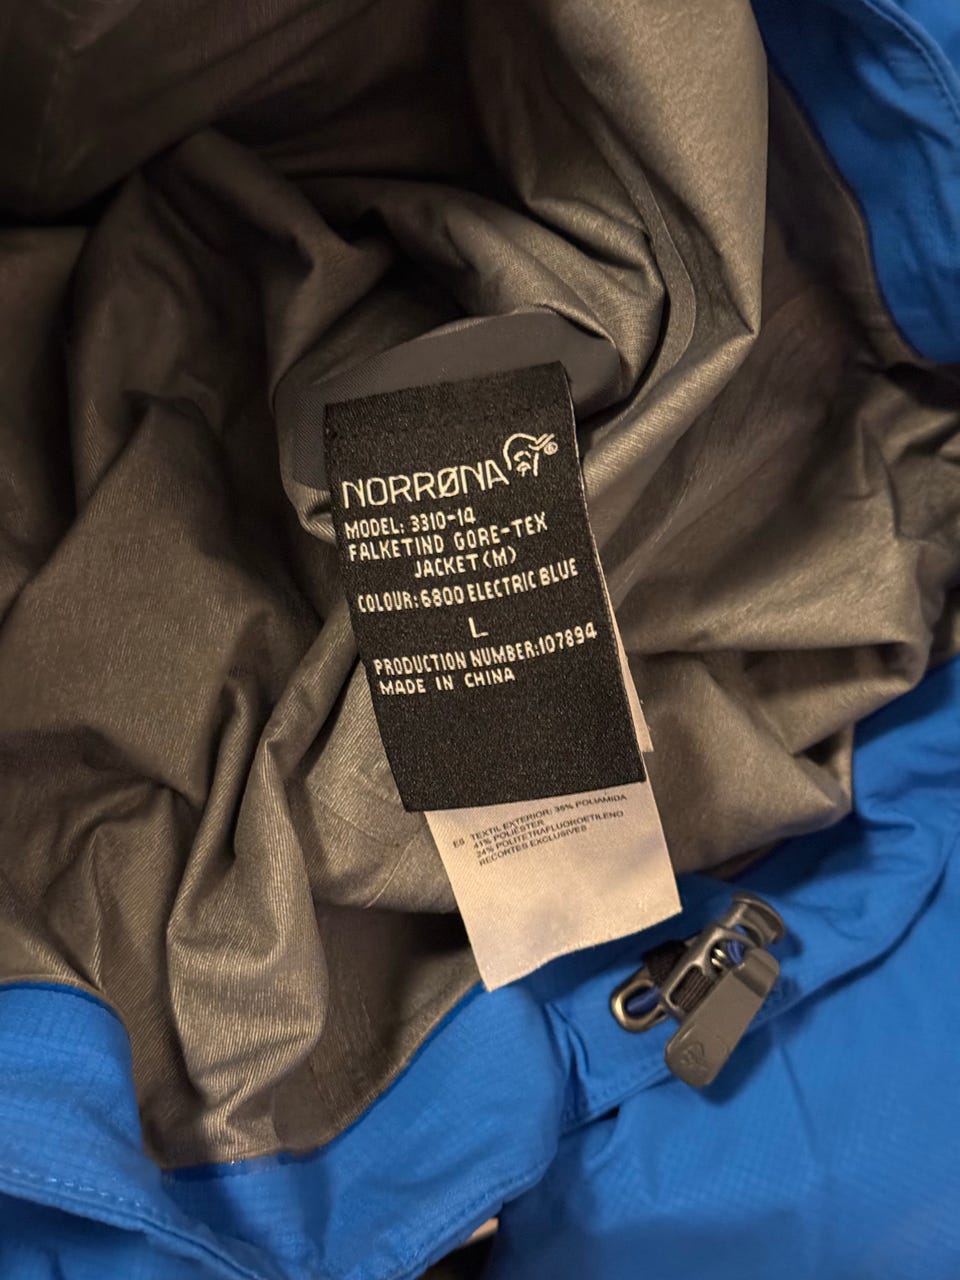 NORRØNA®
MODEL: 3310-14
FALKETIND GORE-TEX
JACKET(M)
COLOUR: 6800 ELECTRIC BLUE
L
PRODUCTION NUMBER:107894
MADE IN CHINA
ES TEXTIL EXTERIOR: 35% POLIAMIDA
41% POLIÉSTER
24% POLITETRAFLUOROETILENO
RECORTES EXCLUSIVES